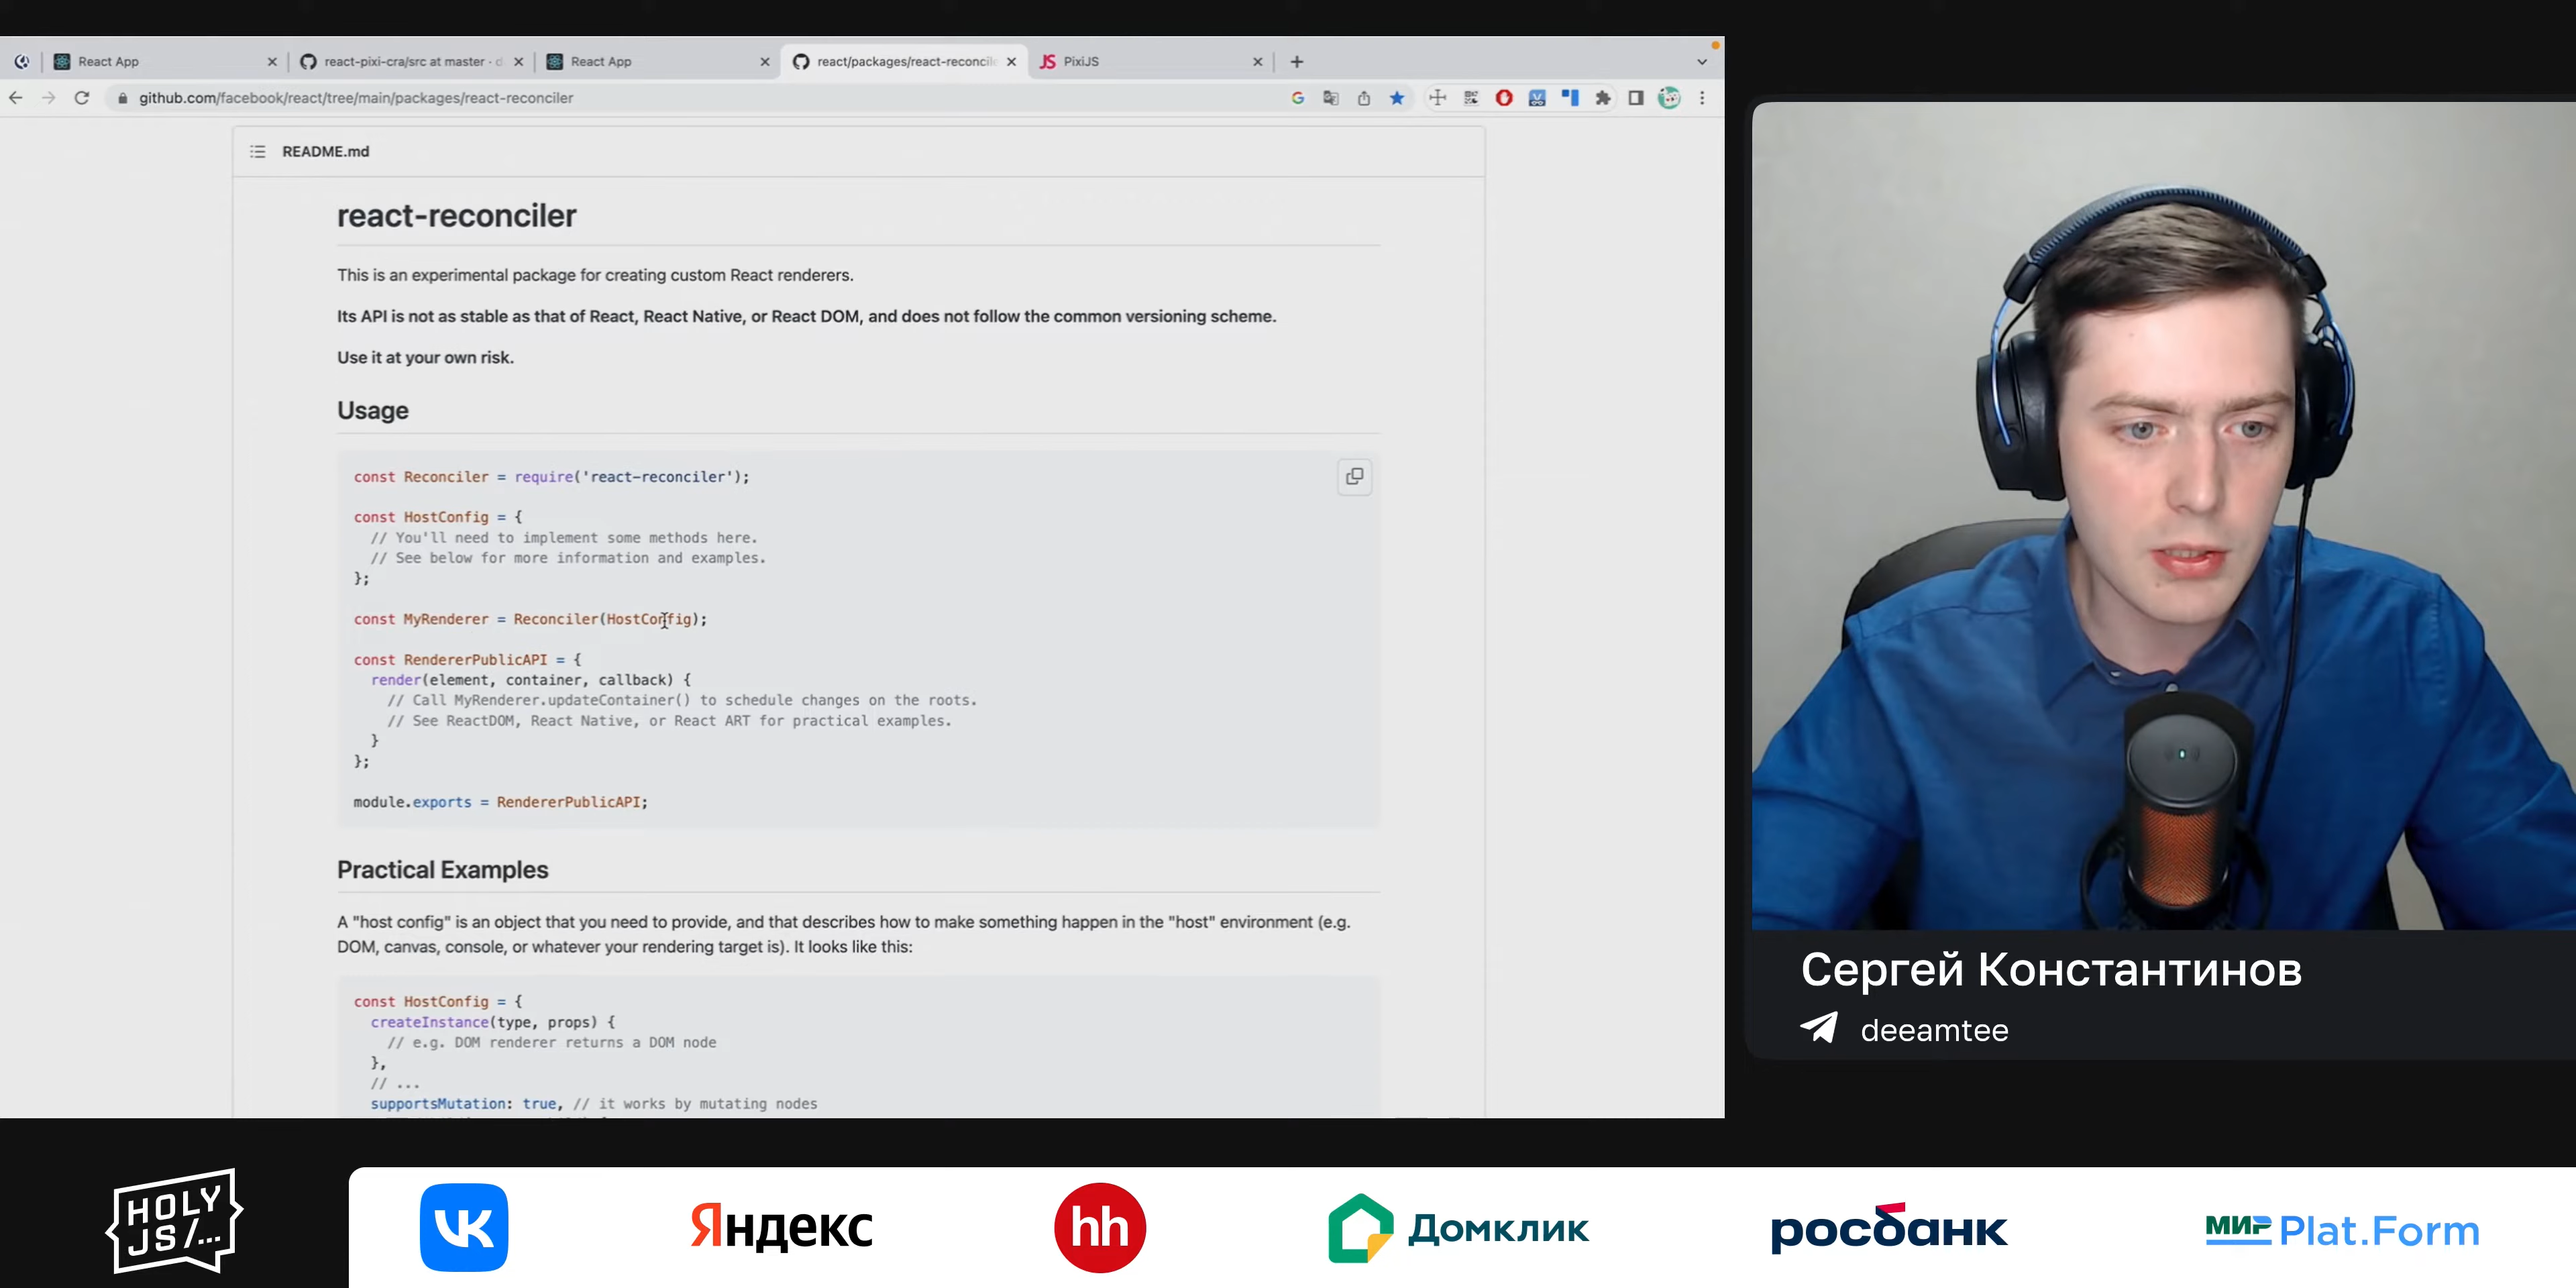 React App
react-pixi-cra/src at master · d
React App
react/packages/react-reconcile
PixiJS
github.com/facebook/react/tree/main/packages/react-reconciler
README.md
react-reconciler
This is an experimental package for creating custom React renderers.
Its API is not as stable as that of React, React Native, or React DOM, and does not follow the common versioning scheme.
Use it at your own risk.
Usage
const Reconciler = require('react-reconciler');
const HostConfig = {
// You'll need to implement some methods here.
// See below for more information and examples.
};
const MyRenderer = Reconciler(HostConfig);
const RendererPublicAPI = {
render(element, container, callback) {
// Call MyRenderer.updateContainer() to schedule changes on the roots.
// See ReactDOM, React Native, or React ART for practical examples.
}
};
module.exports = RendererPublicAPI;
Practical Examples
A "host config" is an object that you need to provide, and that describes how to make something happen in the "host" environment (e.g.
DOM, canvas, console, or whatever your rendering target is). It looks like this:
const HostConfig = {
createInstance(type, props) {
// e.g. DOM renderer returns a DOM node
},
// ...
supportsMutation: true, // it works by mutating nodes
Сергей Константинов
deeamtee
HOLY
JS/...
VK
Яндекс
hh
Домклик
росбанк
МИР Plat.Form